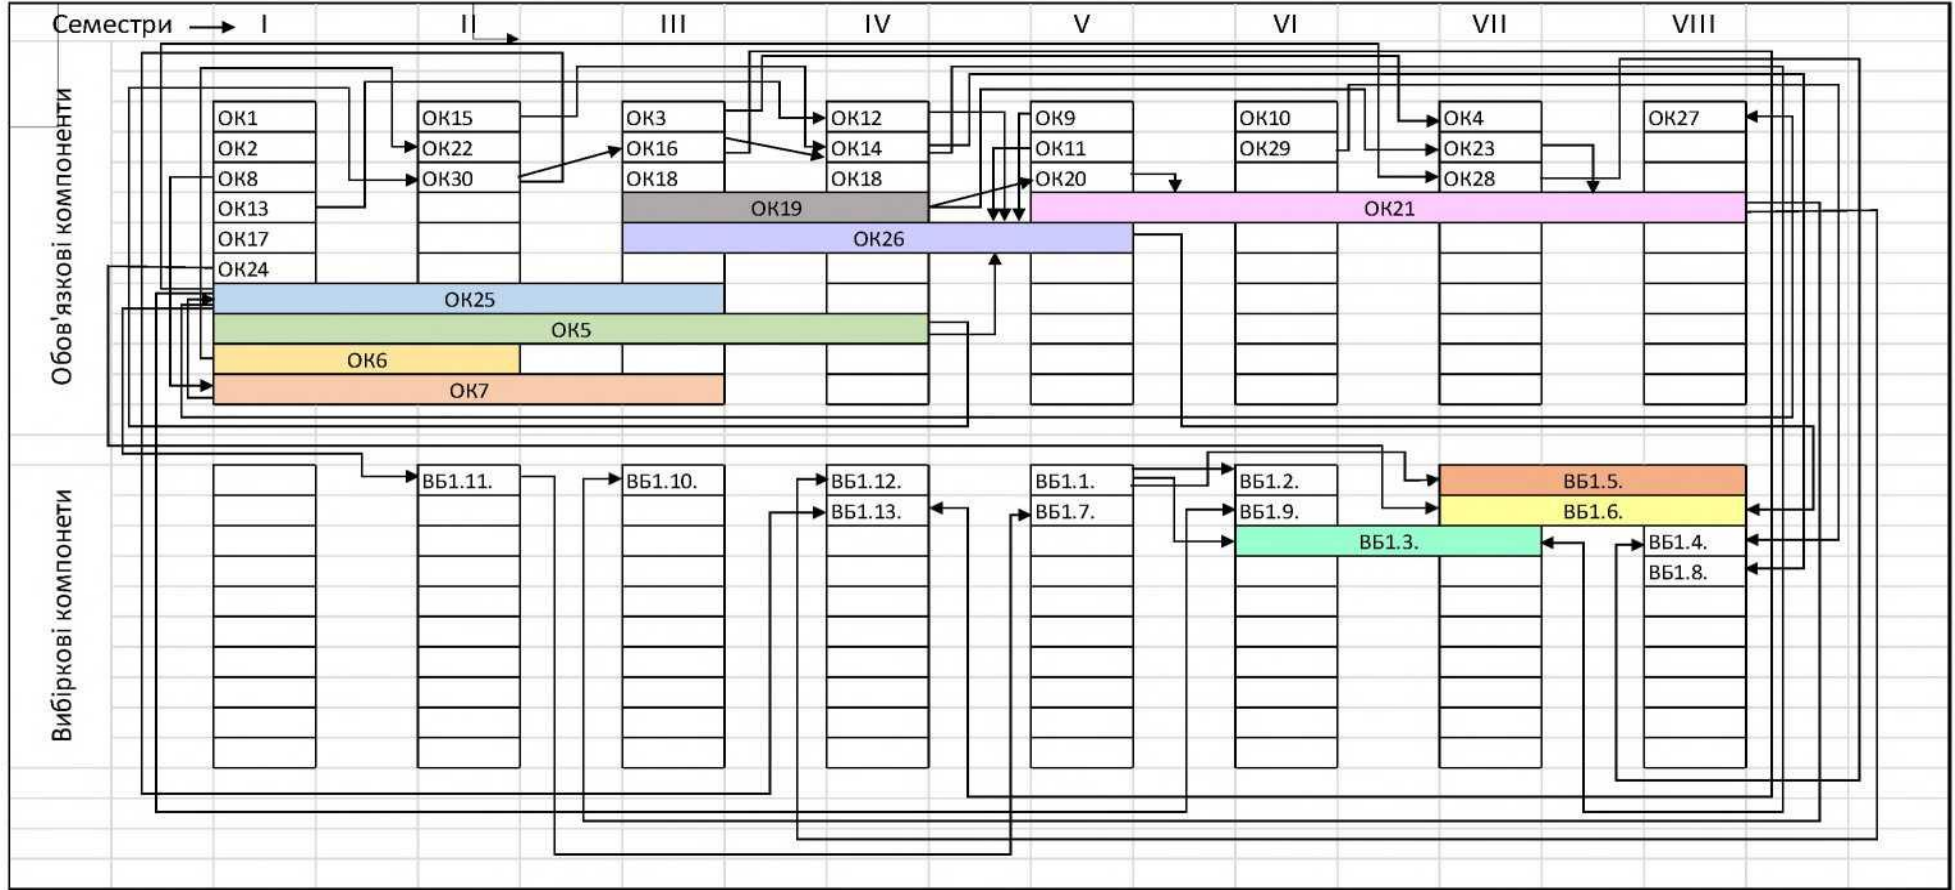 Семестри I II III IV V VI VII VIII
Обов'язкові компоненти
ОК1 ОК15 ОК3 ОК12 ОК9 ОК10 ОК4 ОК27
ОК2 ОК22 ОК16 ОК14 ОК11 ОК29 ОК23
ОК8 ОК30 ОК18 ОК18 ОК20 ОК28
ОК13 ОК19 ОК21
ОК17 ОК26
ОК24
ОК25
ОК5
ОК6
ОК7
Вибіркові компонети
ВБ1.11. ВБ1.10. ВБ1.12. ВБ1.1. ВБ1.2. ВБ1.5.
ВБ1.13. ВБ1.7. ВБ1.9. ВБ1.6.
ВБ1.3. ВБ1.4.
ВБ1.8.